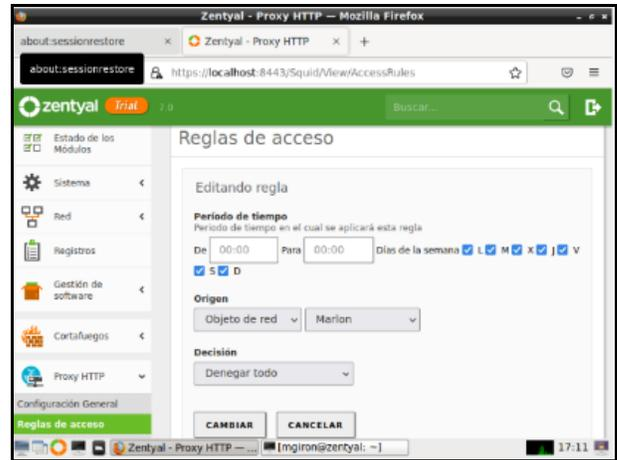 Zentyal - Proxy HTTP — Mozilla Firefox
about:sessionrestore × Zentyal - Proxy HTTP × +
about:sessionrestore
https://localhost:8443/Squid/View/AccessRules
zentyal Trial 7.0 Buscar...
Estado de los
Módulos
Sistema
Red
Registros
Gestión de
software
Cortafuegos
Proxy HTTP
Configuración General
Reglas de acceso
Reglas de acceso
Editando regla
Período de tiempo
Periodo de tiempo en el cual se aplicará esta regla
De 00:00 Para 00:00 Días de la semana L M X J V
S D
Origen
Objeto de red Marlon
Decisión
Denegar todo
CAMBIAR CANCELAR
Zentyal - Proxy HTTP — ... [mgiron@zentyal: ~] 17:11